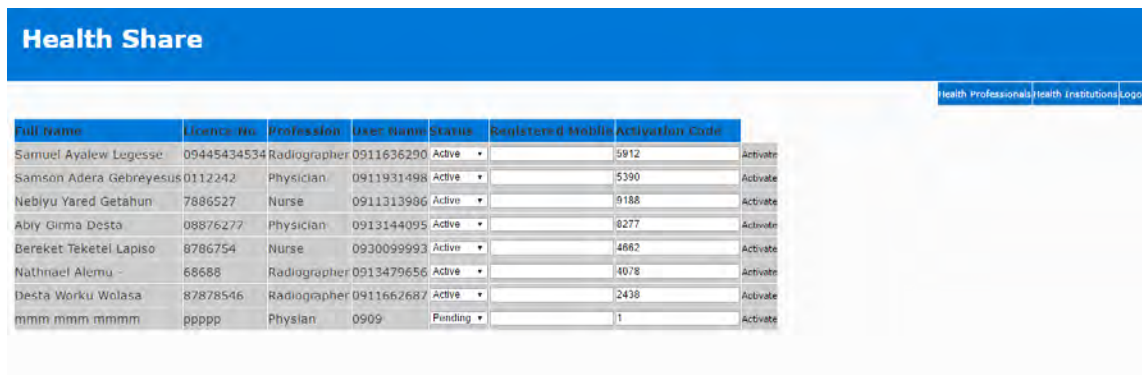 Health Share
Health Professionals Health Institutions Logo
Full Name Licence No Profession User Name Status Registered Mobile Activation Code
Samuel Ayalew Legesse 09445434534 Radiographer 0911636290 Active 5912 Activate
Samson Adera Gebreyesus 0112242 Physician 0911931498 Active 5390 Activate
Nebiyu Yared Getahun 7886527 Nurse 0911313986 Active 9188 Activate
Abiy Girma Desta 08876277 Physician 0913144095 Active 8277 Activate
Bereket Teketel Lapiso 8786754 Nurse 0930099993 Active 4662 Activate
Nathnael Alemu - 68688 Radiographer 0913479656 Active 4078 Activate
Desta Worku Wolasa 87878546 Radiographer 0911662687 Active 2438 Activate
mmm mmm mmmm ppppp Physian 0909 Pending 1 Activate